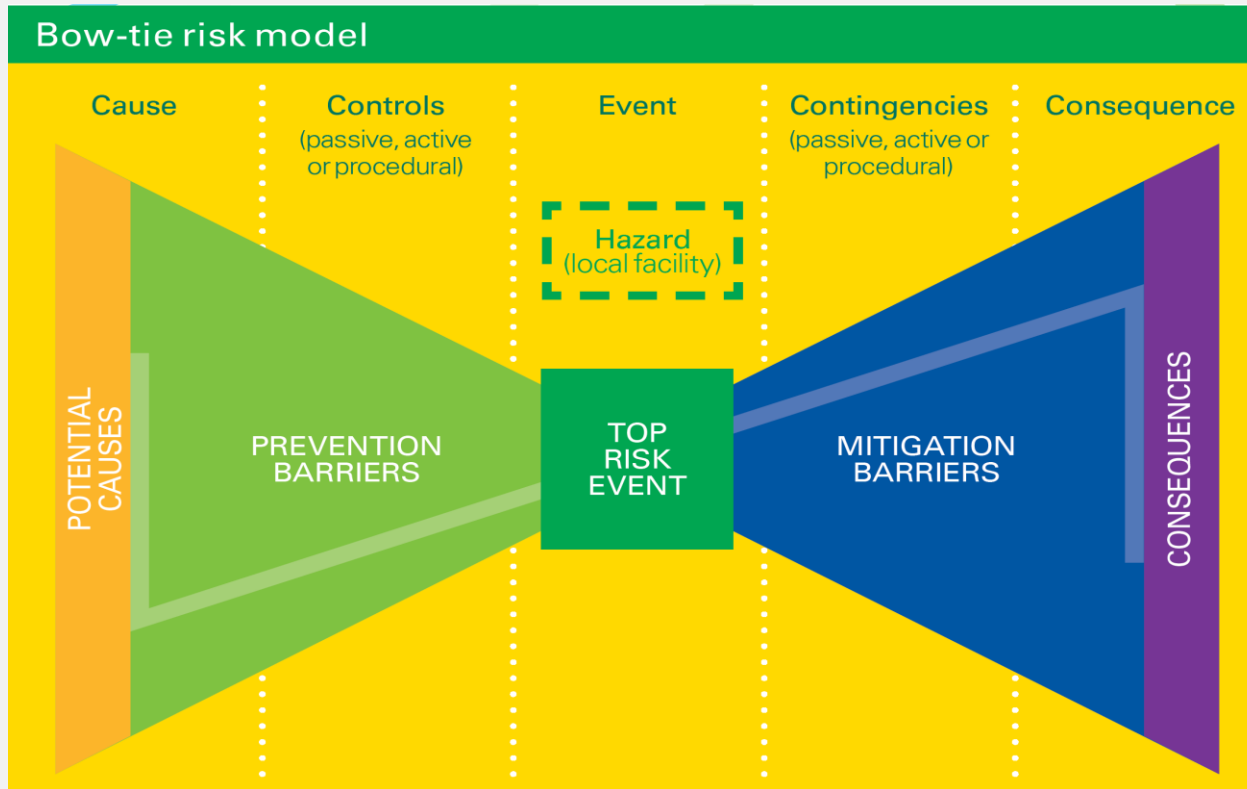 Bow-tie risk model
Cause
Controls
(passive, active
or procedural)
Event
Contingencies
(passive, active or
procedural)
Consequence
Hazard
(local facility)
POTENTIAL
CAUSES
PREVENTION
BARRIERS
TOP
RISK
EVENT
MITIGATION
BARRIERS
CONSEQUENCES